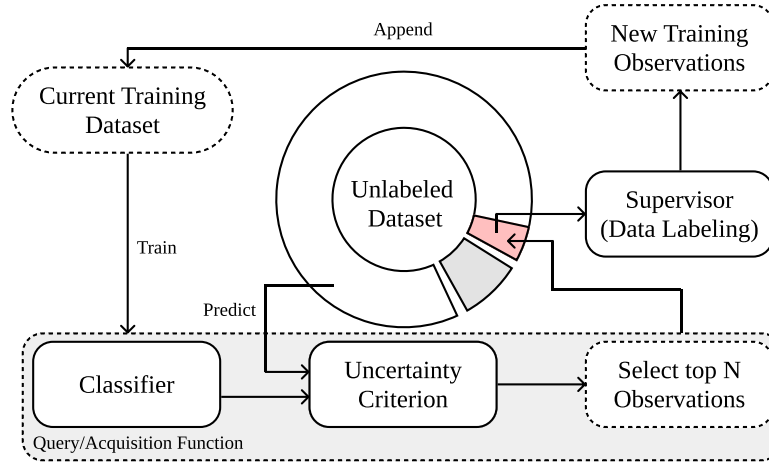 Append
New Training
Observations
Current Training
Dataset
Unlabeled
Dataset
Supervisor
(Data Labeling)
Train
Predict
Classifier
Uncertainty
Criterion
Select top N
Observations
Query/Acquisition Function